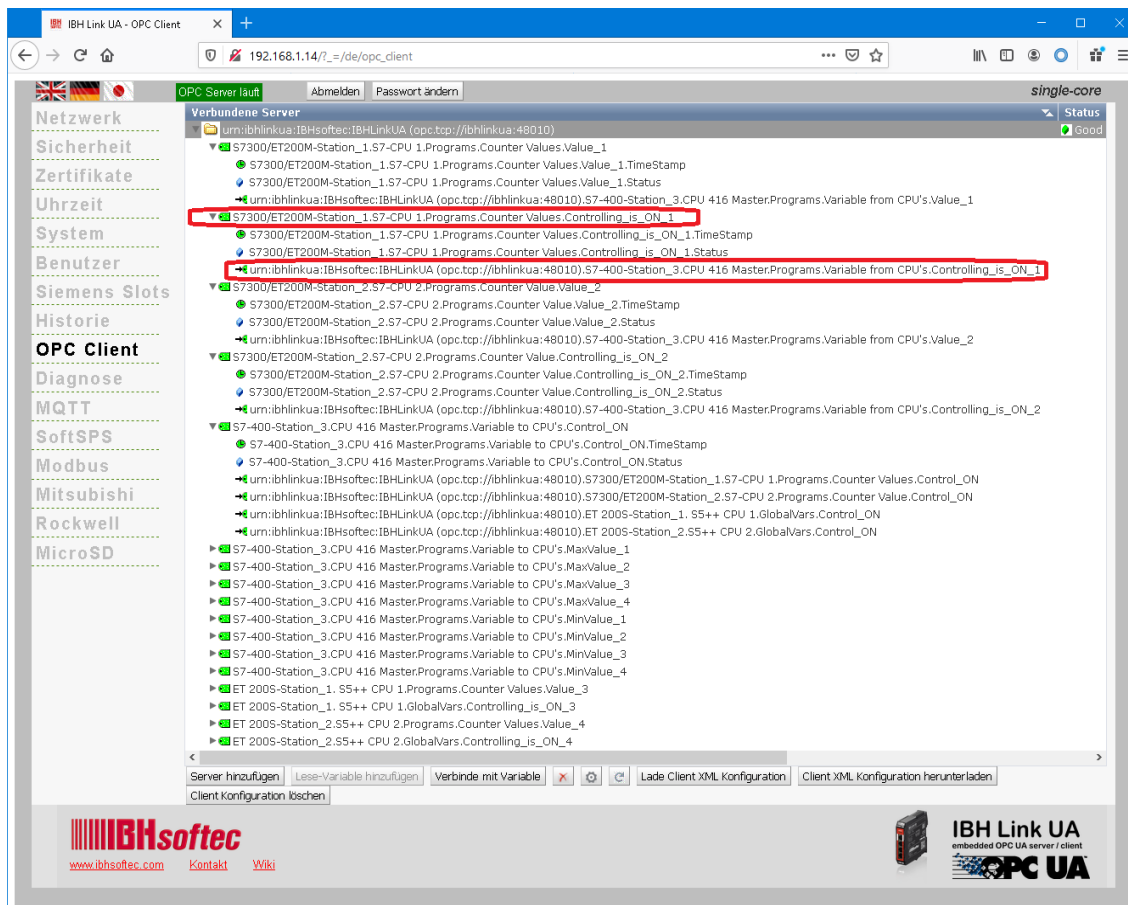 IBH Link UA - OPC Client
192.168.1.14/?_=/de/opc_client
OPC Server läuft
Abmelden
Passwort ändern
single-core
Netzwerk
Sicherheit
Zertifikate
Uhrzeit
System
Benutzer
Siemens Slots
Historie
OPC Client
Diagnose
MQTT
SoftSPS
Modbus
Mitsubishi
Rockwell
MicroSD
Verbundene Server Status
urn:ibhlinkua:IBHsoftec:IBHLinkUA (opc.tcp://ibhlinkua:48010) Good
S7300/ET200M-Station_1.S7-CPU 1.Programs.Counter Values.Value_1
S7300/ET200M-Station_1.S7-CPU 1.Programs.Counter Values.Value_1.TimeStamp
S7300/ET200M-Station_1.S7-CPU 1.Programs.Counter Values.Value_1.Status
urn:ibhlinkua:IBHsoftec:IBHLinkUA (opc.tcp://ibhlinkua:48010).S7-400-Station_3.CPU 416 Master.Programs.Variable from CPU's.Value_1
S7300/ET200M-Station_1.S7-CPU 1.Programs.Counter Values.Controlling_is_ON_1
S7300/ET200M-Station_1.S7-CPU 1.Programs.Counter Values.Controlling_is_ON_1.TimeStamp
S7300/ET200M-Station_1.S7-CPU 1.Programs.Counter Values.Controlling_is_ON_1.Status
urn:ibhlinkua:IBHsoftec:IBHLinkUA (opc.tcp://ibhlinkua:48010).S7-400-Station_3.CPU 416 Master.Programs.Variable from CPU's.Controlling_is_ON_1
S7300/ET200M-Station_2.S7-CPU 2.Programs.Counter Value.Value_2
S7300/ET200M-Station_2.S7-CPU 2.Programs.Counter Value.Value_2.TimeStamp
S7300/ET200M-Station_2.S7-CPU 2.Programs.Counter Value.Value_2.Status
urn:ibhlinkua:IBHsoftec:IBHLinkUA (opc.tcp://ibhlinkua:48010).S7-400-Station_3.CPU 416 Master.Programs.Variable from CPU's.Value_2
S7300/ET200M-Station_2.S7-CPU 2.Programs.Counter Value.Controlling_is_ON_2
S7300/ET200M-Station_2.S7-CPU 2.Programs.Counter Value.Controlling_is_ON_2.TimeStamp
S7300/ET200M-Station_2.S7-CPU 2.Programs.Counter Value.Controlling_is_ON_2.Status
urn:ibhlinkua:IBHsoftec:IBHLinkUA (opc.tcp://ibhlinkua:48010).S7-400-Station_3.CPU 416 Master.Programs.Variable from CPU's.Controlling_is_ON_2
S7-400-Station_3.CPU 416 Master.Programs.Variable to CPU's.Control_ON
S7-400-Station_3.CPU 416 Master.Programs.Variable to CPU's.Control_ON.TimeStamp
S7-400-Station_3.CPU 416 Master.Programs.Variable to CPU's.Control_ON.Status
urn:ibhlinkua:IBHsoftec:IBHLinkUA (opc.tcp://ibhlinkua:48010).S7300/ET200M-Station_1.S7-CPU 1.Programs.Counter Values.Control_ON
urn:ibhlinkua:IBHsoftec:IBHLinkUA (opc.tcp://ibhlinkua:48010).S7300/ET200M-Station_2.S7-CPU 2.Programs.Counter Value.Control_ON
urn:ibhlinkua:IBHsoftec:IBHLinkUA (opc.tcp://ibhlinkua:48010).ET 200S-Station_1. S5++ CPU 1.GlobalVars.Control_ON
urn:ibhlinkua:IBHsoftec:IBHLinkUA (opc.tcp://ibhlinkua:48010).ET 200S-Station_2.S5++ CPU 2.GlobalVars.Control_ON
S7-400-Station_3.CPU 416 Master.Programs.Variable to CPU's.MaxValue_1
S7-400-Station_3.CPU 416 Master.Programs.Variable to CPU's.MaxValue_2
S7-400-Station_3.CPU 416 Master.Programs.Variable to CPU's.MaxValue_3
S7-400-Station_3.CPU 416 Master.Programs.Variable to CPU's.MaxValue_4
S7-400-Station_3.CPU 416 Master.Programs.Variable to CPU's.MinValue_1
S7-400-Station_3.CPU 416 Master.Programs.Variable to CPU's.MinValue_2
S7-400-Station_3.CPU 416 Master.Programs.Variable to CPU's.MinValue_3
S7-400-Station_3.CPU 416 Master.Programs.Variable to CPU's.MinValue_4
ET 200S-Station_1. S5++ CPU 1.Programs.Counter Values.Value_3
ET 200S-Station_1. S5++ CPU 1.GlobalVars.Controlling_is_ON_3
ET 200S-Station_2.S5++ CPU 2.Programs.Counter Values.Value_4
ET 200S-Station_2.S5++ CPU 2.GlobalVars.Controlling_is_ON_4
Server hinzufügen Lese-Variable hinzufügen Verbinde mit Variable Lade Client XML Konfiguration Client XML Konfiguration herunterladen
Client Konfiguration löschen
IBHsoftec
www.ibhsoftec.com Kontakt Wiki
IBH Link UA
embedded OPC UA server / client
OPC UA